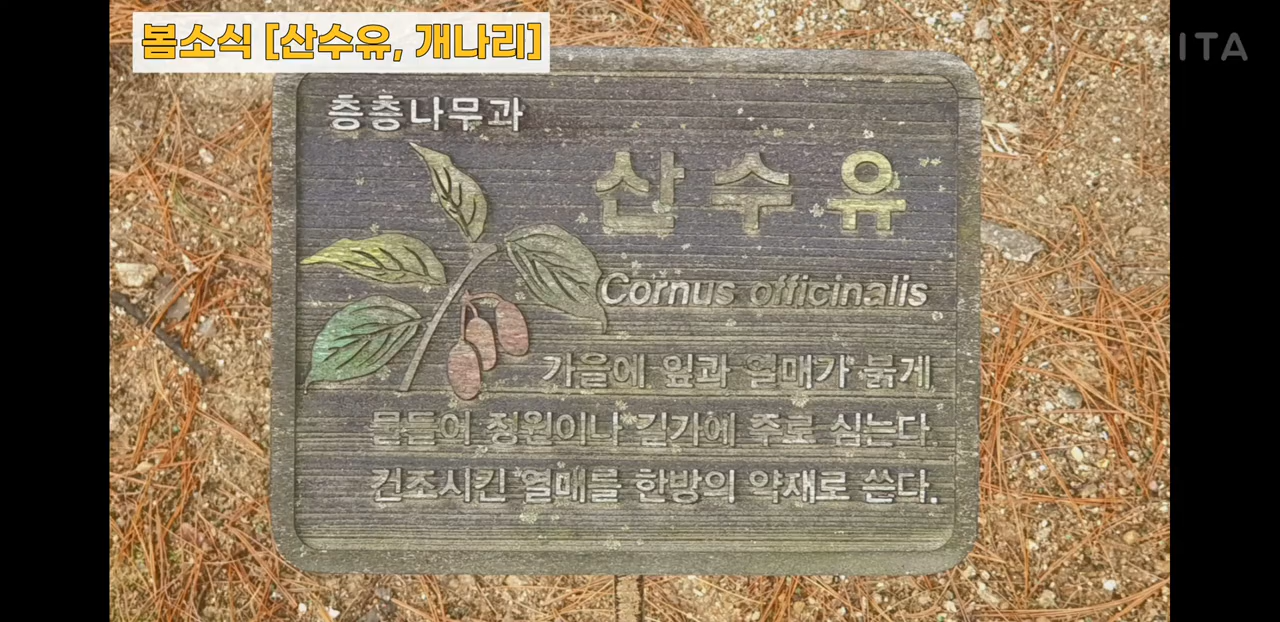 봄소식 [산수유, 개나리]
ITA
층층나무과
산수유
Cornus officinalis
가을에 잎과 열매가 붉게
물들어 정원이나 길가에 주로 심는다.
건조시킨 열매를 한방의 약재로 쓴다.